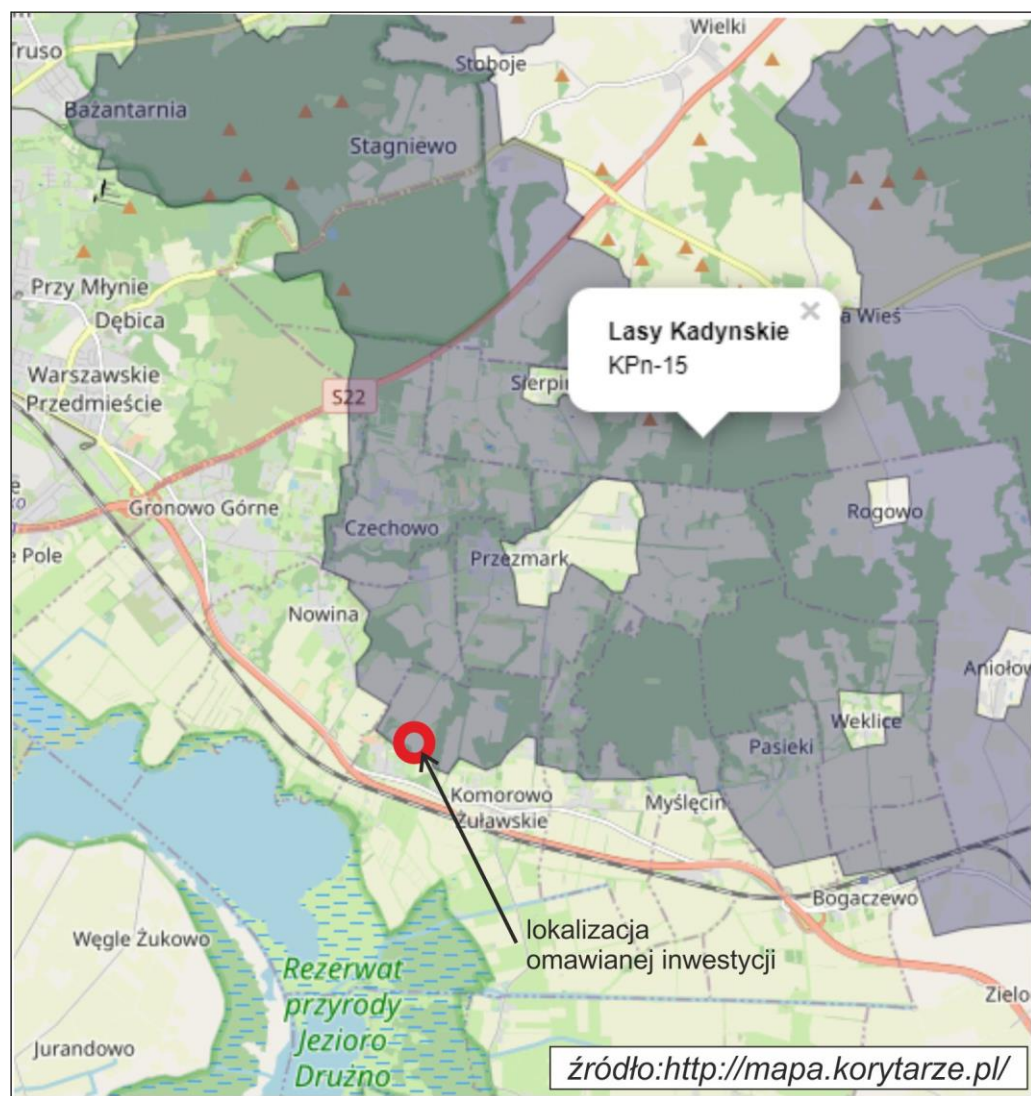 Truso
Wielki
Stoboje
Bażantarnia
Stagniewo
Przy Młynie
Dębica
Lasy Kadynskie
KPn-15
×
a Wieś
Warszawskie
Przedmieście
S22
Sierpin
Gronowo Górne
Czechowo
Rogowo
e Pole
Przezmark
Nowina
Aniołow
Weklice
Pasieki
Komorowo
Żuławskie
Myślęcin
Bogaczewo
lokalizacja
omawianej inwestycji
Węgle Żukowo
Rezerwat
przyrody
Jezioro
Drużno
Zielo
Jurandowo
źródło:http://mapa.korytarze.pl/